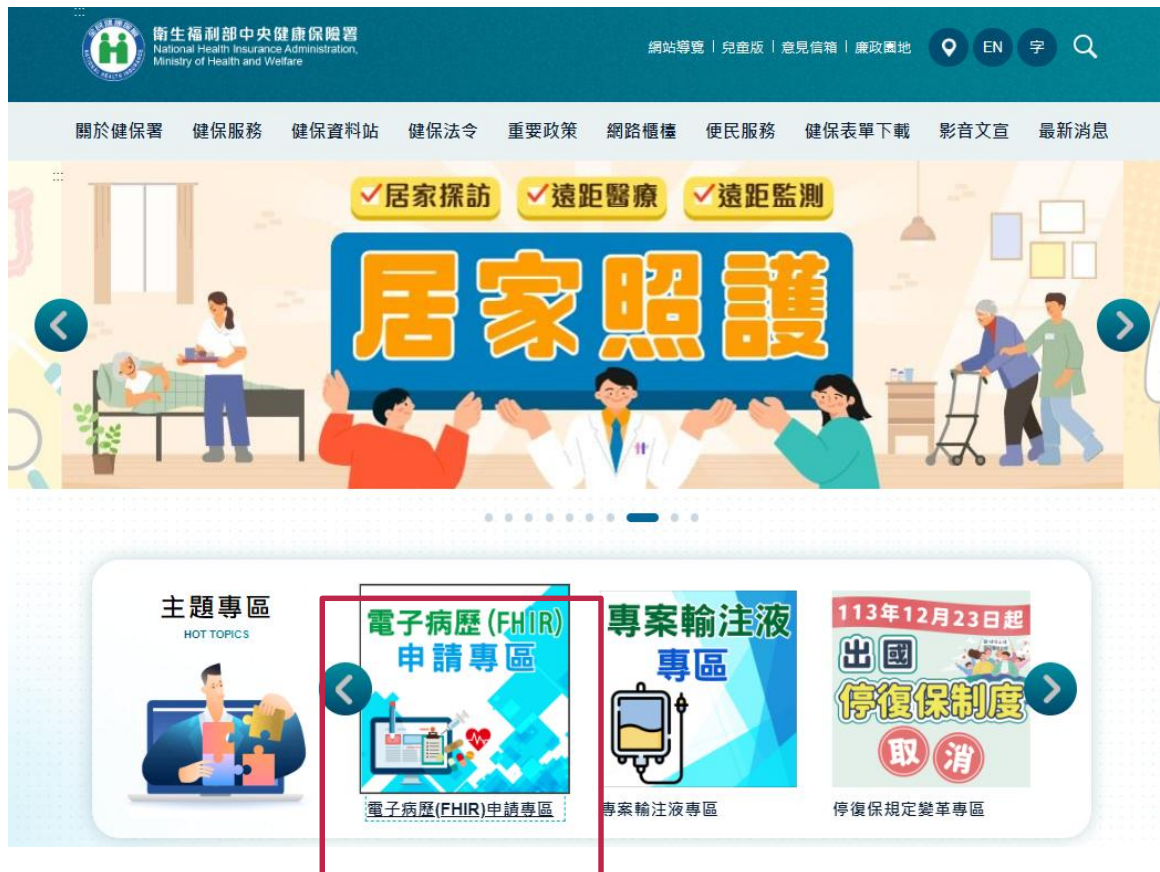 衛生福利部中央健康保險署
National Health Insurance Administration,
Ministry of Health and Welfare
網站導覽 | 兒童版 | 意見信箱 | 廉政園地
EN
字
關於健保署 健保服務 健保資料站 健保法令 重要政策 網路櫃檯 便民服務 健保表單下載 影音文宣 最新消息
居家探訪 遠距醫療 遠距監測
居家照護
主題專區
HOT TOPICS
電子病歷(FHIR)
申請專區
電子病歷(FHIR)申請專區
專案輸注液
專區
專案輸注液專區
113年12月23日起
出國
停復保制度
取消
停復保規定變革專區